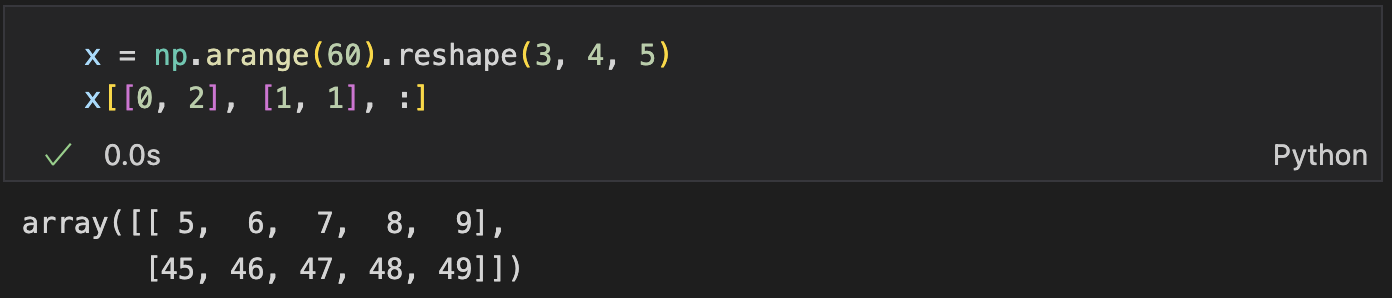 x = np.arange(60).reshape(3, 4, 5)
x[[0, 2], [1, 1], :]
✓ 0.0s Python
array([[ 5,  6,  7,  8,  9],
       [45, 46, 47, 48, 49]])